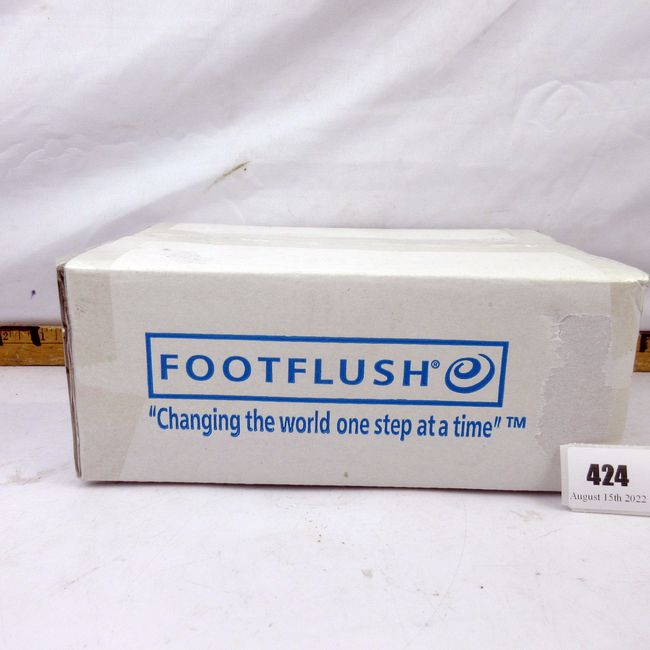 FOOTFLUSH®
"Changing the world one step at a time" ™
424
August 15th 2022